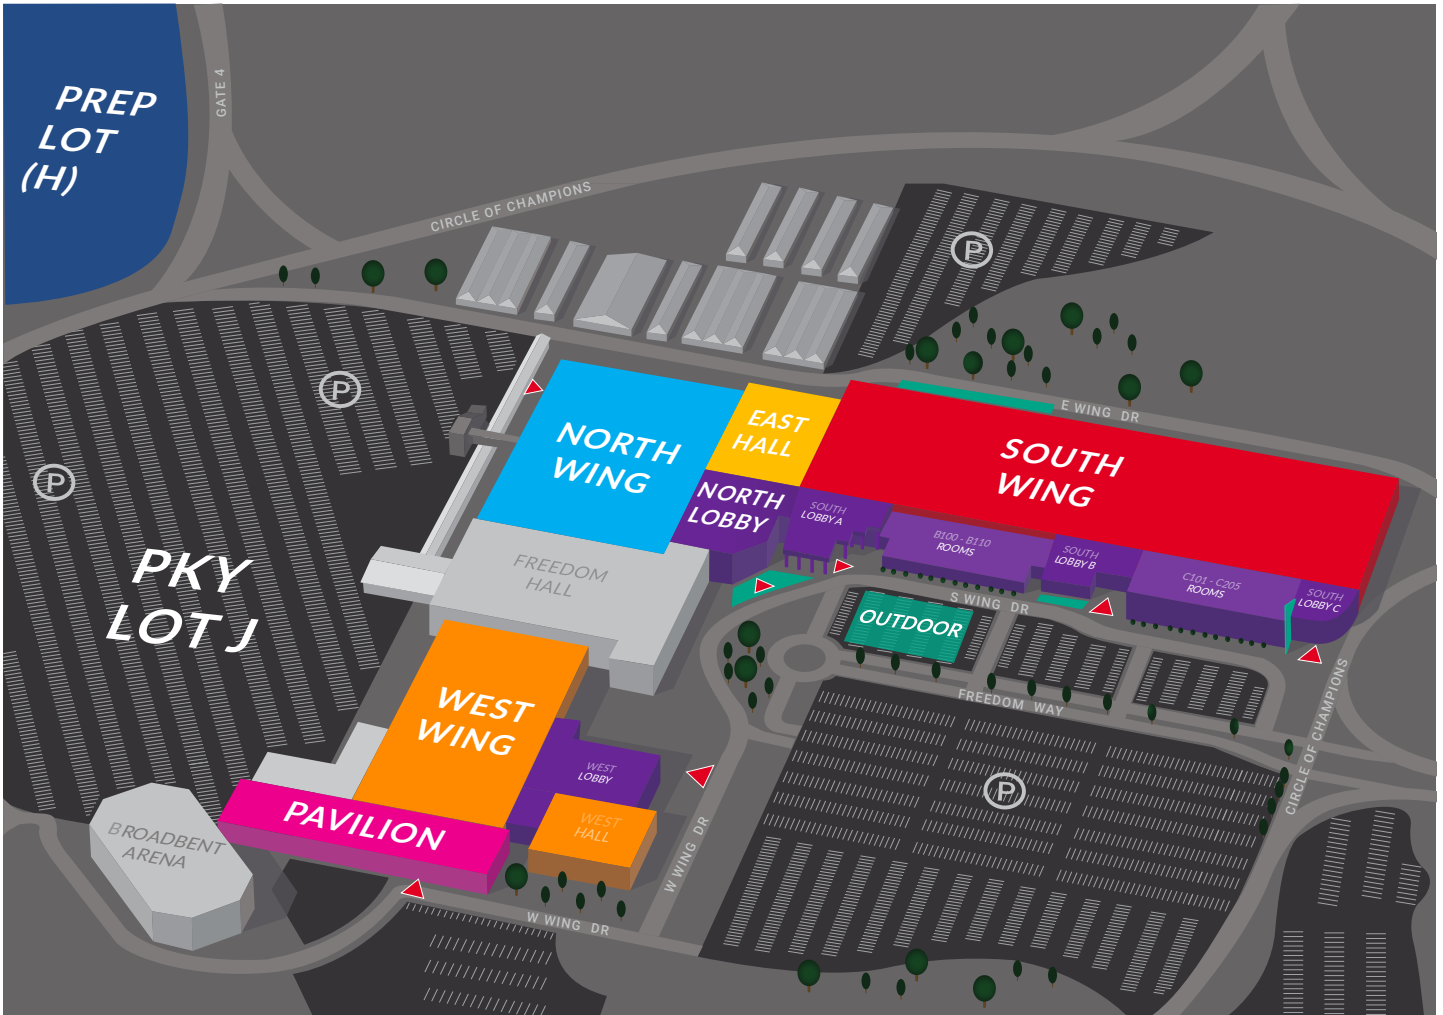 PREP
LOT
(H)
GATE 4
CIRCLE OF CHAMPIONS
P
P
P
E WING DR
NORTH
WING
EAST
HALL
SOUTH
WING
NORTH
LOBBY
SOUTH
LOBBY A
B100 - B110
ROOMS
SOUTH
LOBBY B
C101 - C205
ROOMS
SOUTH
LOBBY C
FREEDOM
HALL
S WING DR
OUTDOOR
PKY
LOT J
FREEDOM WAY
CIRCLE OF CHAMPIONS
WEST
WING
WEST
LOBBY
P
PAVILION
WEST
HALL
BROADBENT
ARENA
W WING DR
W WING DR